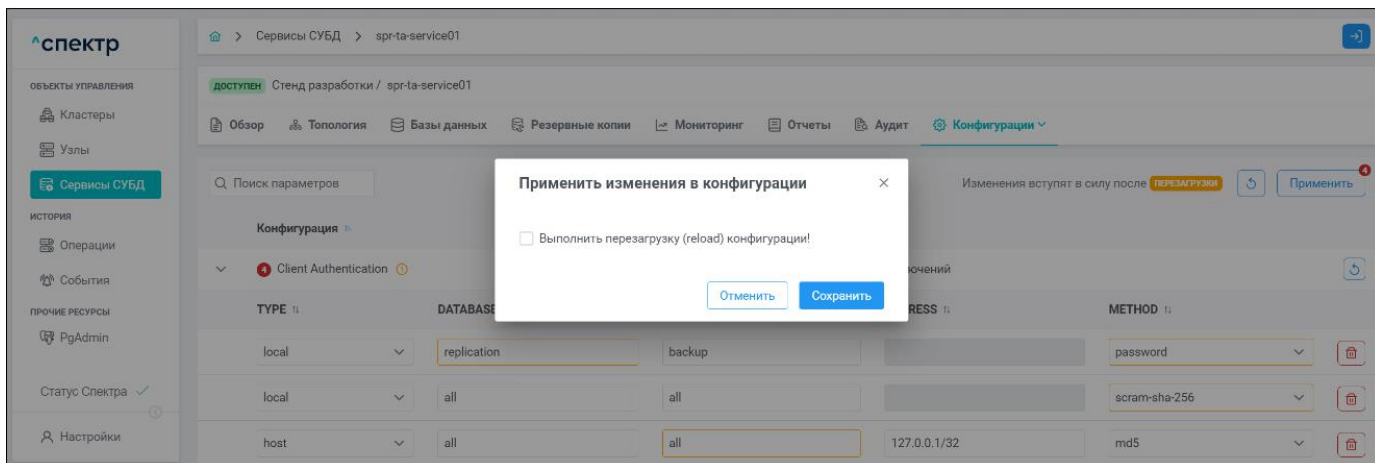 ^спектр
> Сервисы СУБД > spr-ta-service01
ОБЪЕКТЫ УПРАВЛЕНИЯ
Кластеры
Узлы
Сервисы СУБД
ИСТОРИЯ
Операции
События
ПРОЧИЕ РЕСУРСЫ
PgAdmin
Статус Спектра
Настройки
ДОСТУПЕН Стенд разработки / spr-ta-service01
Обзор Топология Базы данных Резервные копии Мониторинг Отчеты Аудит Конфигурации
Поиск параметров
Изменения вступят в силу после ПЕРЕЗАГРУЗКИ Применить 4
Конфигурация
4 Client Authentication
ючений
TYPE DATABASE RESS METHOD
local replication backup password
local all all scram-sha-256
host all all 127.0.0.1/32 md5
Применить изменения в конфигурации
Выполнить перезагрузку (reload) конфигурации!
Отменить Сохранить